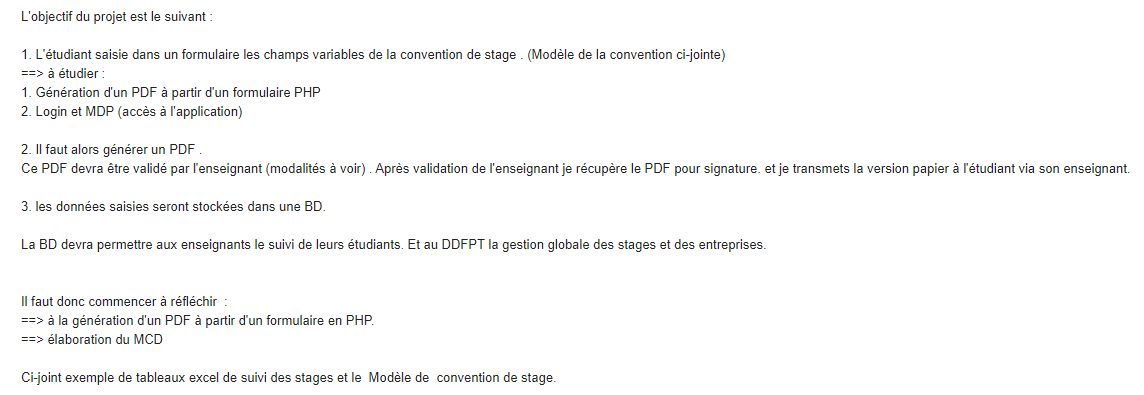 L'objectif du projet est le suivant :
1. L'étudiant saisie dans un formulaire les champs variables de la convention de stage . (Modèle de la convention ci-jointe)
==> à étudier :
1. Génération d'un PDF à partir d'un formulaire PHP
2. Login et MDP (accès à l'application)
2. Il faut alors générer un PDF .
Ce PDF devra être validé par l'enseignant (modalités à voir) . Après validation de l'enseignant je récupère le PDF pour signature. et je transmets la version papier à l'étudiant via son enseignant.
3. les données saisies seront stockées dans une BD.
La BD devra permettre aux enseignants le suivi de leurs étudiants. Et au DDFPT la gestion globale des stages et des entreprises.
Il faut donc commencer à réfléchir  :
==> à la génération d'un PDF à partir d'un formulaire en PHP.
==> élaboration du MCD
Ci-joint exemple de tableaux excel de suivi des stages et le  Modèle de  convention de stage.